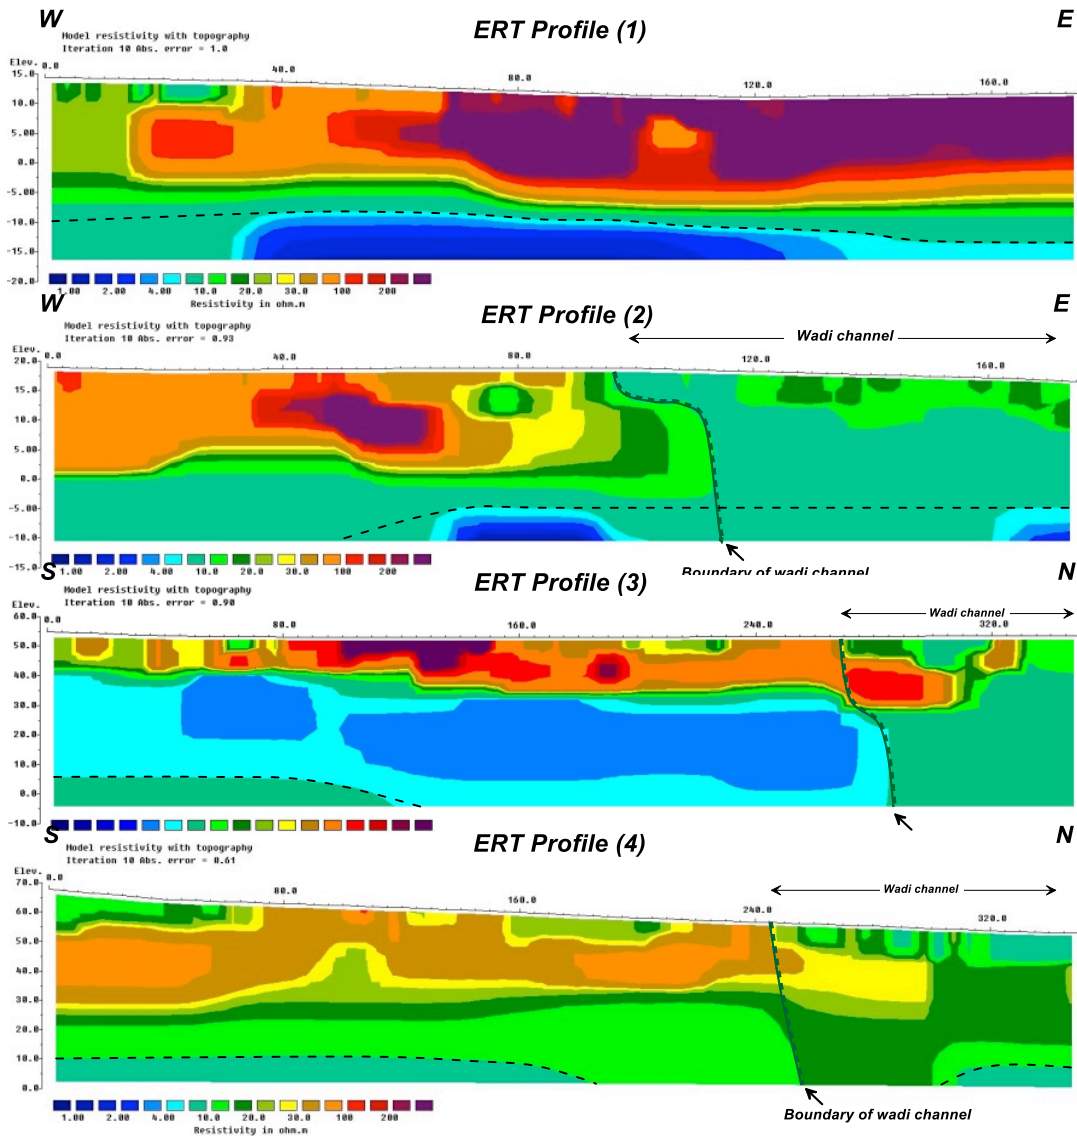 W
ERT Profile (1)
E
Model resistivity with topography
Iteration 10 Abs. error = 1.0
Elev.
0.0 40.0 80.0 120.0 160.0
15.0
10.0
5.00
0.0
-5.00
-10.0
-15.0
-20.0
1.00 2.00 4.00 10.0 20.0 30.0 100 200
Resistivity in ohm.m
W
ERT Profile (2)
E
Model resistivity with topography
Iteration 10 Abs. error = 0.93
Wadi channel
Elev.
0.0 40.0 80.0 120.0 160.0
20.0
15.0
10.0
5.00
0.0
-5.00
-10.0
-15.0
1.00 2.00 4.00 10.0 20.0 30.0 100 200
Boundary of wadi channel
S
ERT Profile (3)
N
Model resistivity with topography
Iteration 10 Abs. error = 0.90
Wadi channel
Elev.
0.0 80.0 160.0 240.0 320.0
60.0
50.0
40.0
30.0
20.0
10.0
0.0
-10.0
S
ERT Profile (4)
N
Model resistivity with topography
Iteration 10 Abs. error = 0.61
Wadi channel
Elev.
0.0 80.0 160.0 240.0 320.0
70.0
60.0
50.0
40.0
30.0
20.0
10.0
0.0
1.00 2.00 4.00 10.0 20.0 30.0 100 200
Resistivity in ohm.m
Boundary of wadi channel